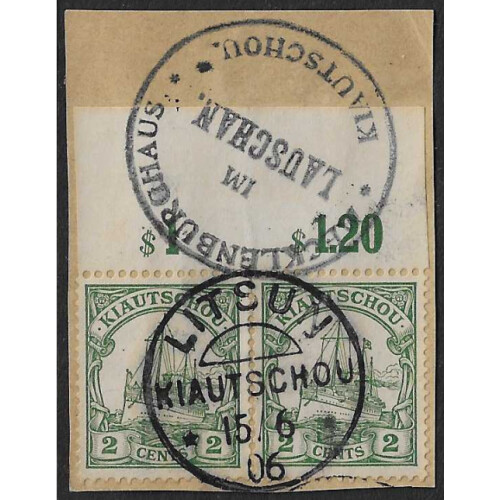 MECKLENBURGHAUS
IM
LAUSCHAN.
KIAUTSCHOU.
$1 $1.20
KIAUTSCHOU KIAUTSCHOU
LITSUN
KIAUTSCHOU
15. 6
06
2 CENTS 2 2 CENTS